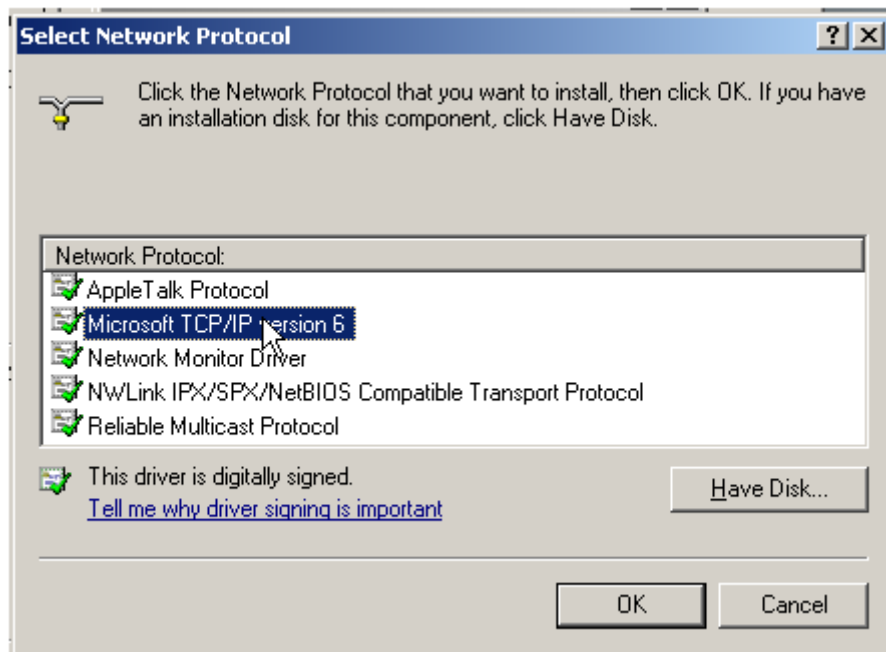 Select Network Protocol
Click the Network Protocol that you want to install, then click OK. If you have
an installation disk for this component, click Have Disk.
Network Protocol:
AppleTalk Protocol
Microsoft TCP/IP version 6
Network Monitor Driver
NWLink IPX/SPX/NetBIOS Compatible Transport Protocol
Reliable Multicast Protocol
This driver is digitally signed.
Have Disk...
Tell me why driver signing is important
OK
Cancel